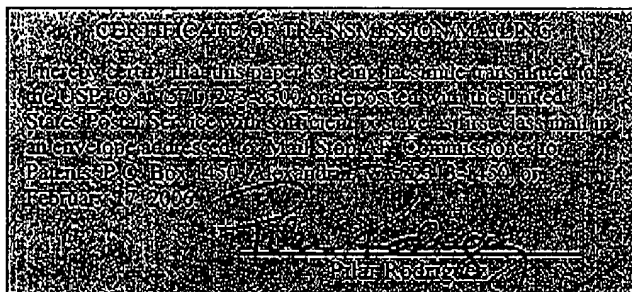 CERTIFICATE OF TRANSMISSION/MAILING
I hereby certify that this paper is being facsimile transmitted to
the USPTO at (571) 273-8300 or deposited with the United
States Postal Service with sufficient postage as first class mail in
an envelope addressed to: Mail Stop Commissioner for
Patents, P.O. Box 1450, Alexandria, VA 22313-1450 on
February 17, 2006.
Pilar Rodriguez